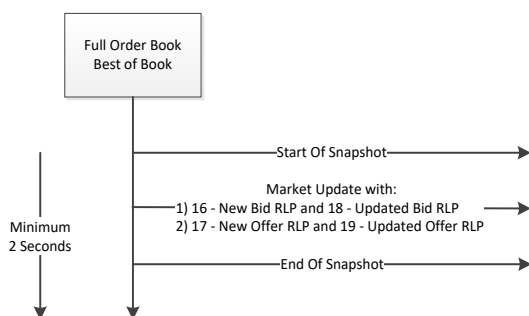 Full Order Book
Best of Book
Start Of Snapshot
Market Update with:
1) 16 - New Bid RLP and 18 - Updated Bid RLP
2) 17 - New Offer RLP and 19 - Updated Offer RLP
Minimum
2 Seconds
End Of Snapshot